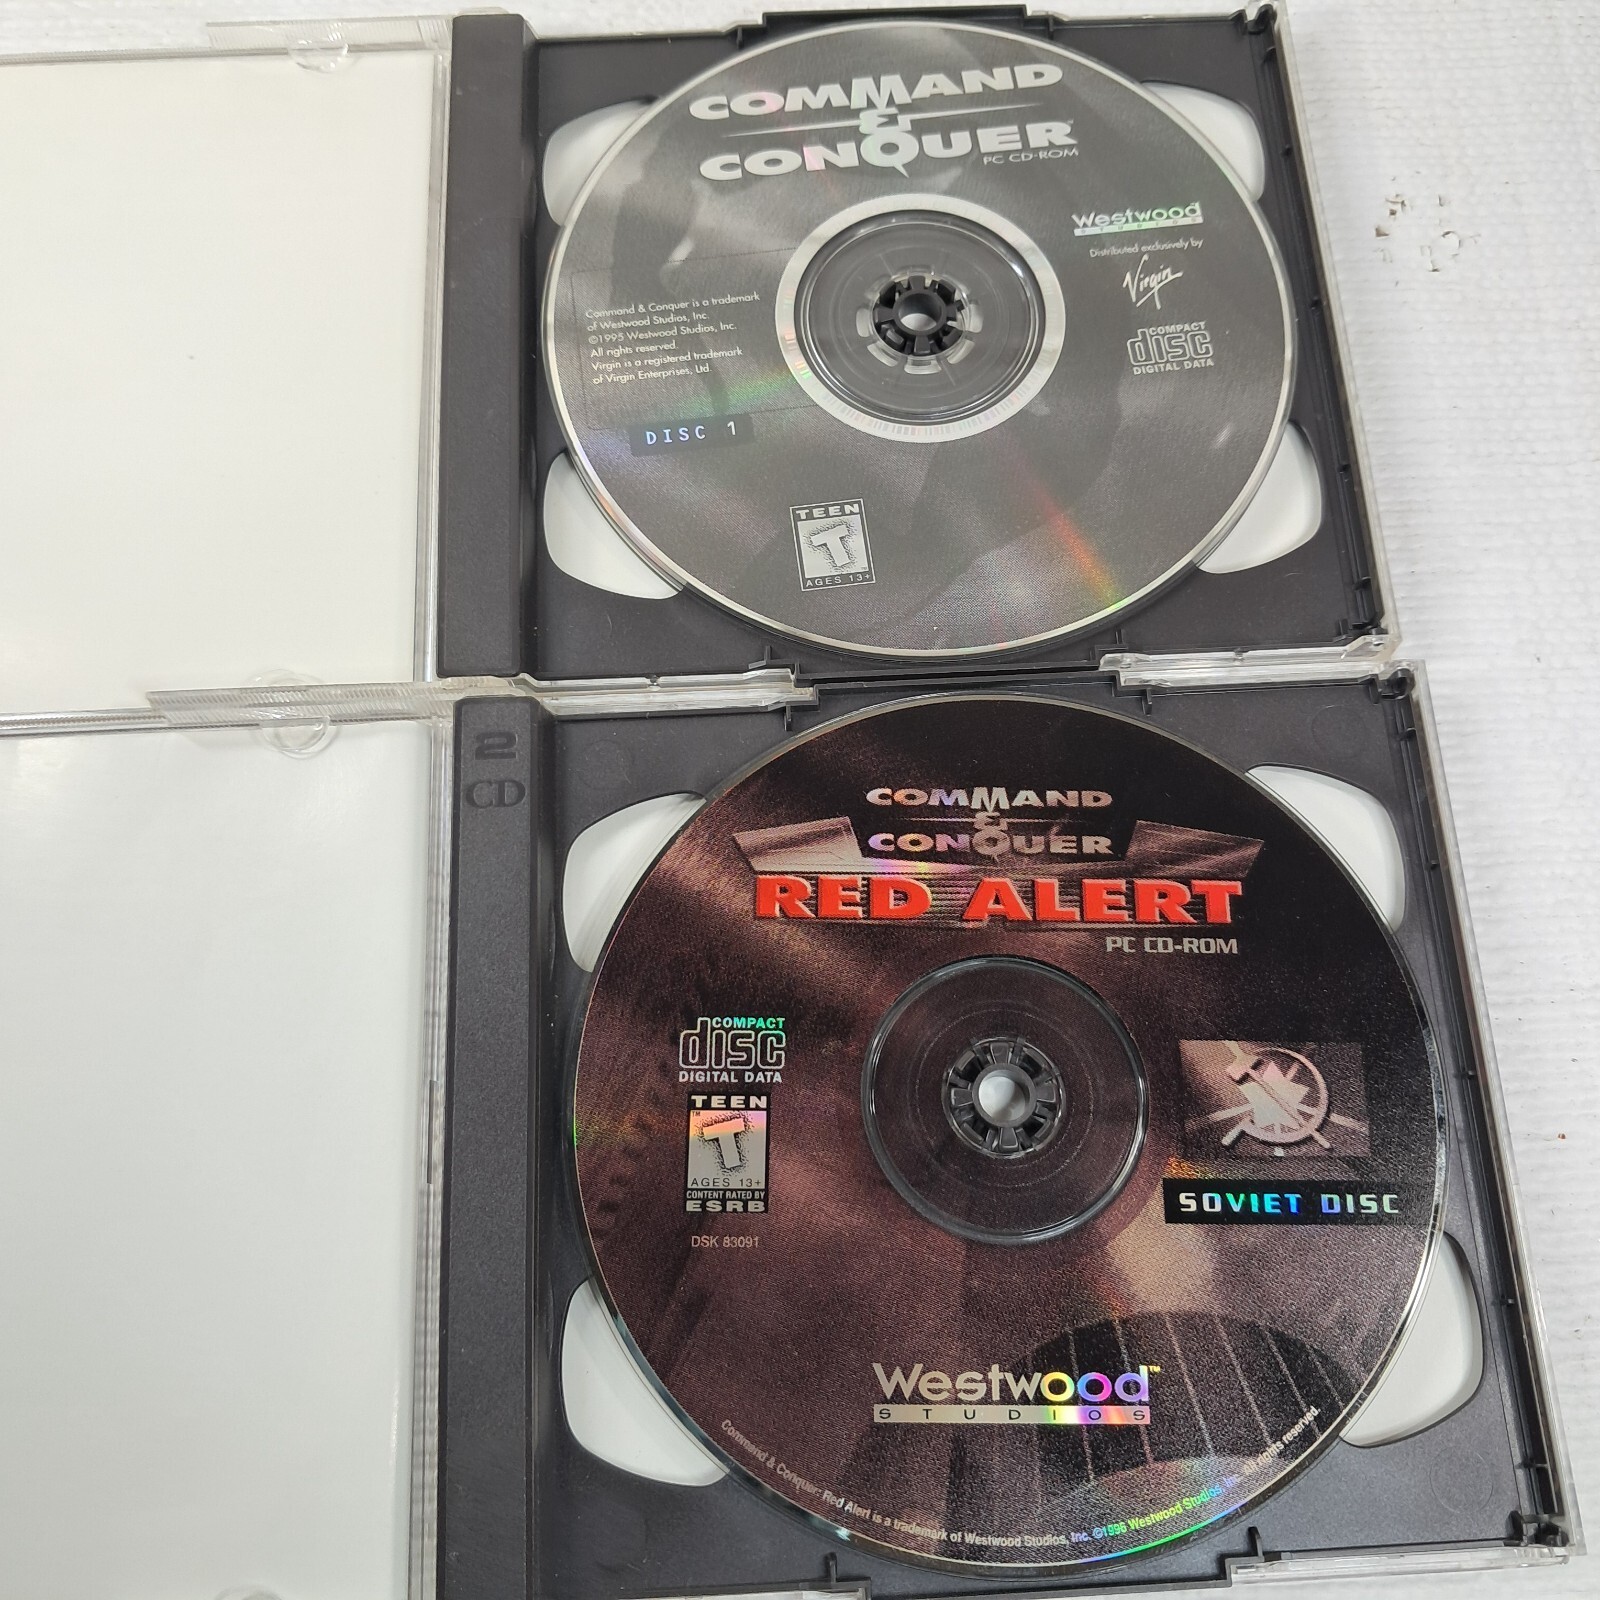 COMMAND
&
CONQUER™
PC CD-ROM
Westwood
STUDIOS
Distributed exclusively by
Virgin
Command & Conquer is a trademark
of Westwood Studios, Inc.
©1995 Westwood Studios, Inc.
All rights reserved.
Virgin is a registered trademark
of Virgin Enterprises, Ltd.
COMPACT
disc
DIGITAL DATA
DISC 1
TEEN
T
AGES 13+
2
CD
COMMAND
&
CONQUER
RED ALERT
PC CD-ROM
COMPACT
disc
DIGITAL DATA
TEEN
T™
AGES 13+
CONTENT RATED BY
ESRB
DSK 83091
SOVIET DISC
Westwood™
STUDIOS
Command & Conquer: Red Alert is a trademark of Westwood Studios, Inc. ©1996 Westwood Studios, Inc. All rights reserved.